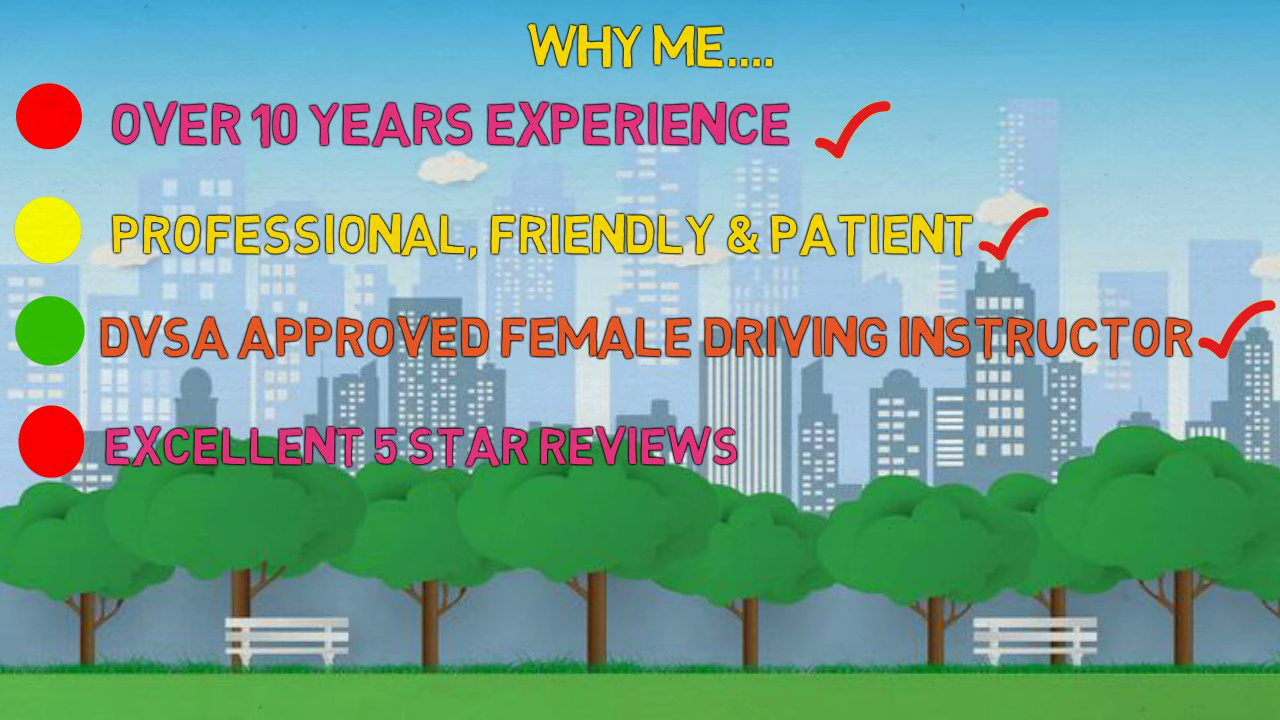 WHY ME....
OVER 10 YEARS EXPERIENCE
PROFESSIONAL, FRIENDLY & PATIENT
DVSA APPROVED FEMALE DRIVING INSTRUCTOR
EXCELLENT 5 STAR REVIEWS